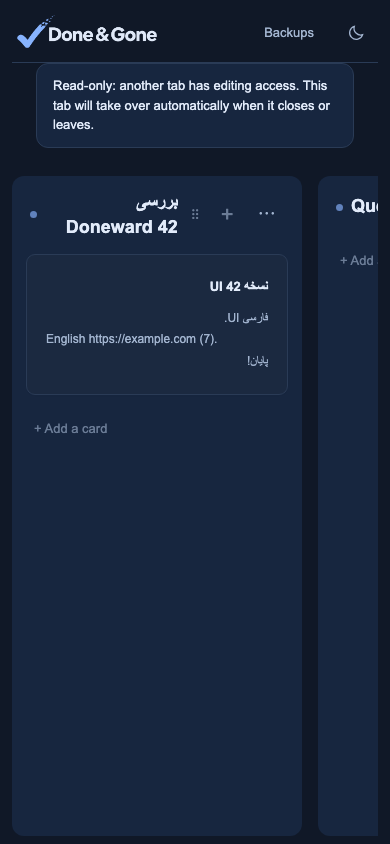 Done & Gone
Backups
Read-only: another tab has editing access. This
tab will take over automatically when it closes or
leaves.
بررسی
Doneward 42
نسخه UI 42
فارسی UI.
English https://example.com (7).
پایان!
+ Add a card
+ Add